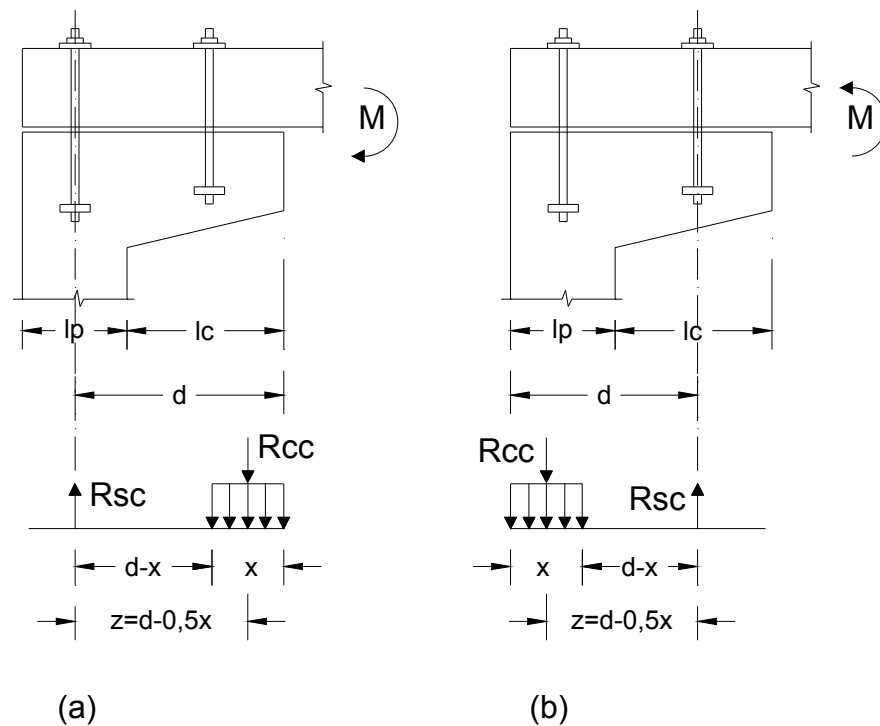 M
M
lp
lc
lp
lc
d
d
Rcc
Rcc
Rsc
Rsc
d-x
x
x
d-x
z=d-0,5x
z=d-0,5x
(a)
(b)